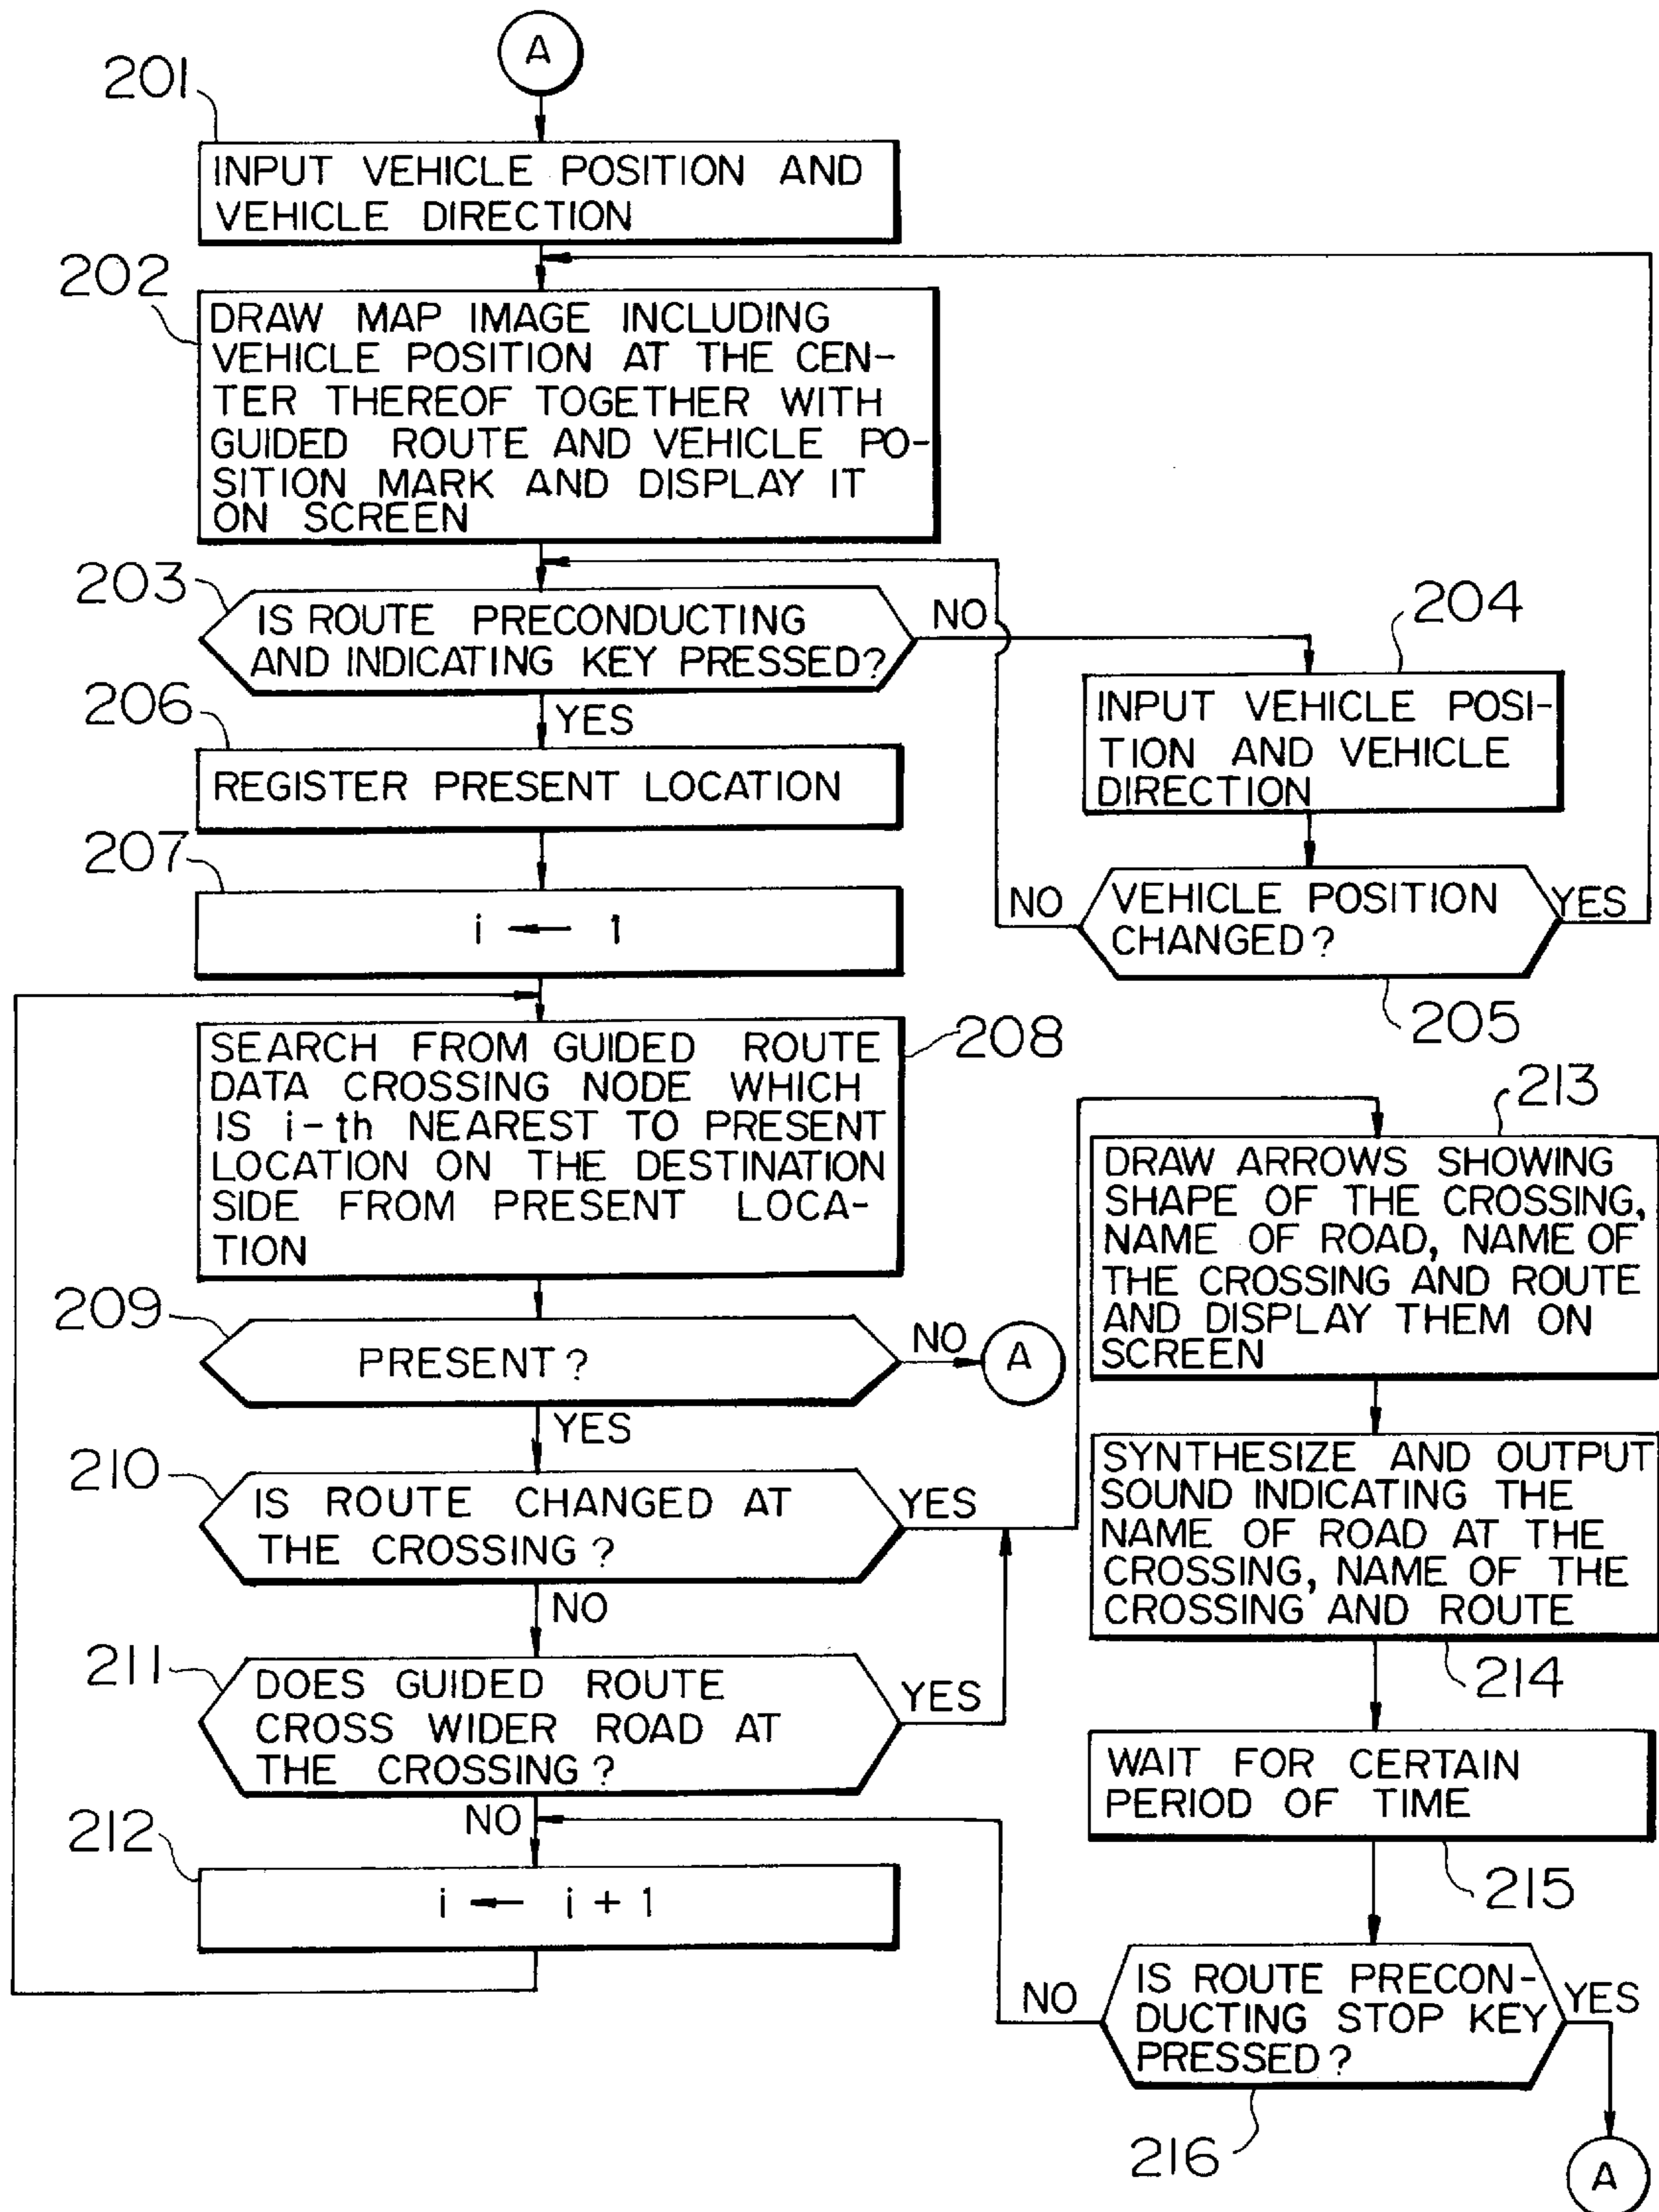 A
201
INPUT VEHICLE POSITION AND
VEHICLE DIRECTION
202
DRAW MAP IMAGE INCLUDING
VEHICLE POSITION AT THE CEN-
TER THEREOF TOGETHER WITH
GUIDED ROUTE AND VEHICLE PO-
SITION MARK AND DISPLAY IT
ON SCREEN
203
IS ROUTE PRECONDUCTING
AND INDICATING KEY PRESSED?
NO
YES
204
INPUT VEHICLE POSI-
TION AND VEHICLE
DIRECTION
VEHICLE POSITION
CHANGED?
NO
YES
205
206
REGISTER PRESENT LOCATION
207
i ← 1
208
SEARCH FROM GUIDED ROUTE
DATA CROSSING NODE WHICH
IS i-th NEAREST TO PRESENT
LOCATION ON THE DESTINATION
SIDE FROM PRESENT LOCA-
TION
209
PRESENT?
NO
A
YES
210
IS ROUTE CHANGED AT
THE CROSSING?
YES
NO
211
DOES GUIDED ROUTE
CROSS WIDER ROAD AT
THE CROSSING?
YES
NO
212
i ← i + 1
213
DRAW ARROWS SHOWING
SHAPE OF THE CROSSING,
NAME OF ROAD, NAME OF
THE CROSSING AND ROUTE
AND DISPLAY THEM ON
SCREEN
SYNTHESIZE AND OUTPUT
SOUND INDICATING THE
NAME OF ROAD AT THE
CROSSING, NAME OF THE
CROSSING AND ROUTE
214
WAIT FOR CERTAIN
PERIOD OF TIME
215
IS ROUTE PRECON-
DUCTING STOP KEY
PRESSED?
NO
YES
216
A